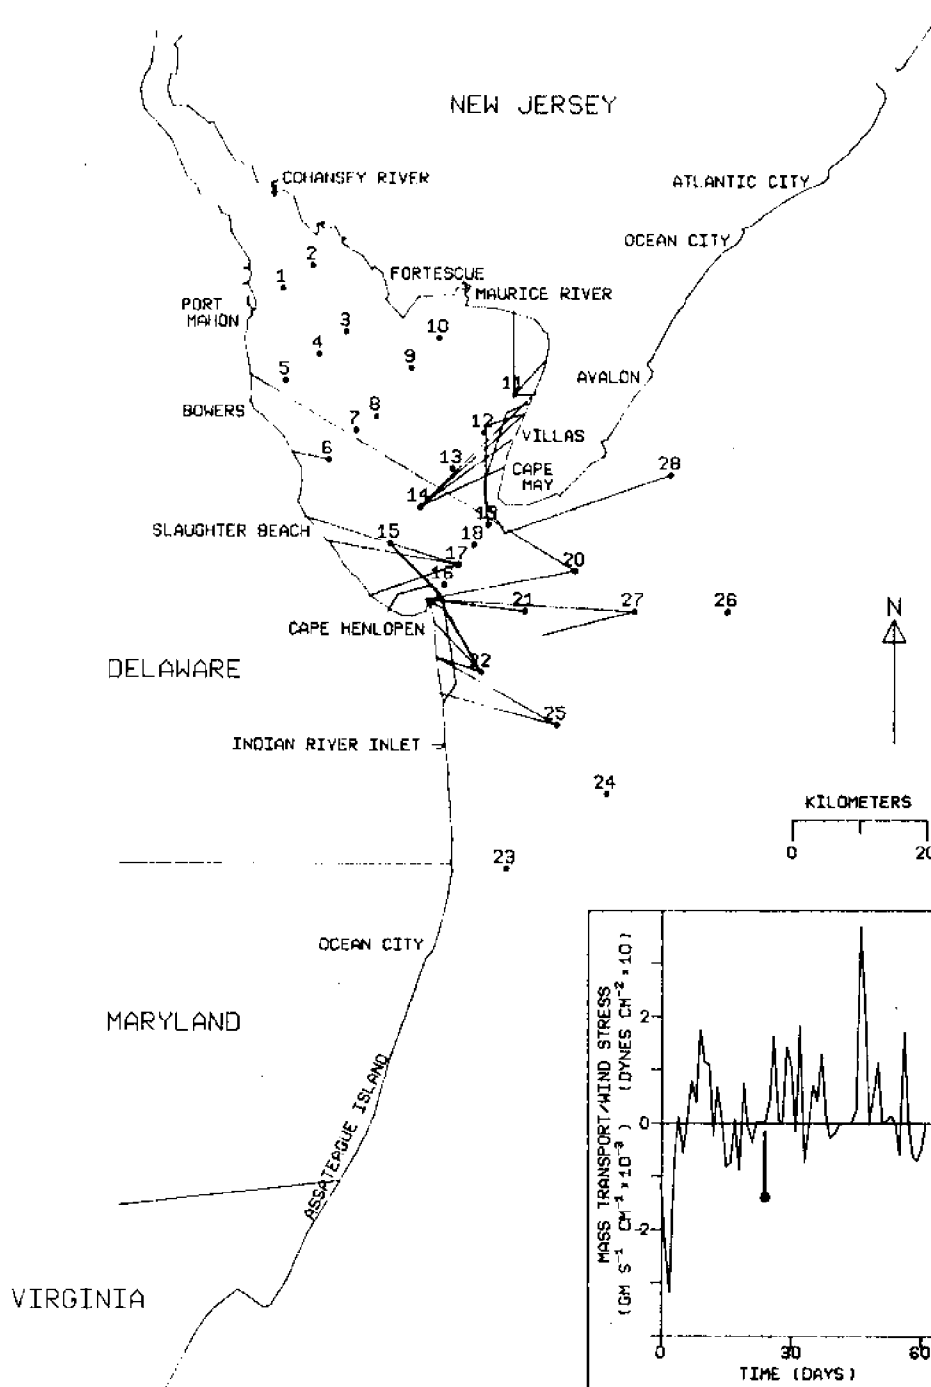 NEW JERSEY
COHANSEY RIVER
ATLANTIC CITY
OCEAN CITY
2
1
FORTESCUE
MAURICE RIVER
PORT
MAHON
3
10
4
9
5
11
AVALON
BOWERS
8
7
12
VILLAS
6
13
CAPE
MAY
28
14
19
SLAUGHTER BEACH
15
18
17
20
16
21
27
26
N
CAPE HENLOPEN
DELAWARE
22
25
INDIAN RIVER INLET
24
KILOMETERS
0
20
23
OCEAN CITY
MARYLAND
ASSATEAGUE ISLAND
VIRGINIA
MASS TRANSPORT/WIND STRESS
(GM S⁻¹ CM⁻¹×10⁻³) (DYNES CM⁻²×10)
2
0
-2
0
30
60
TIME (DAYS)